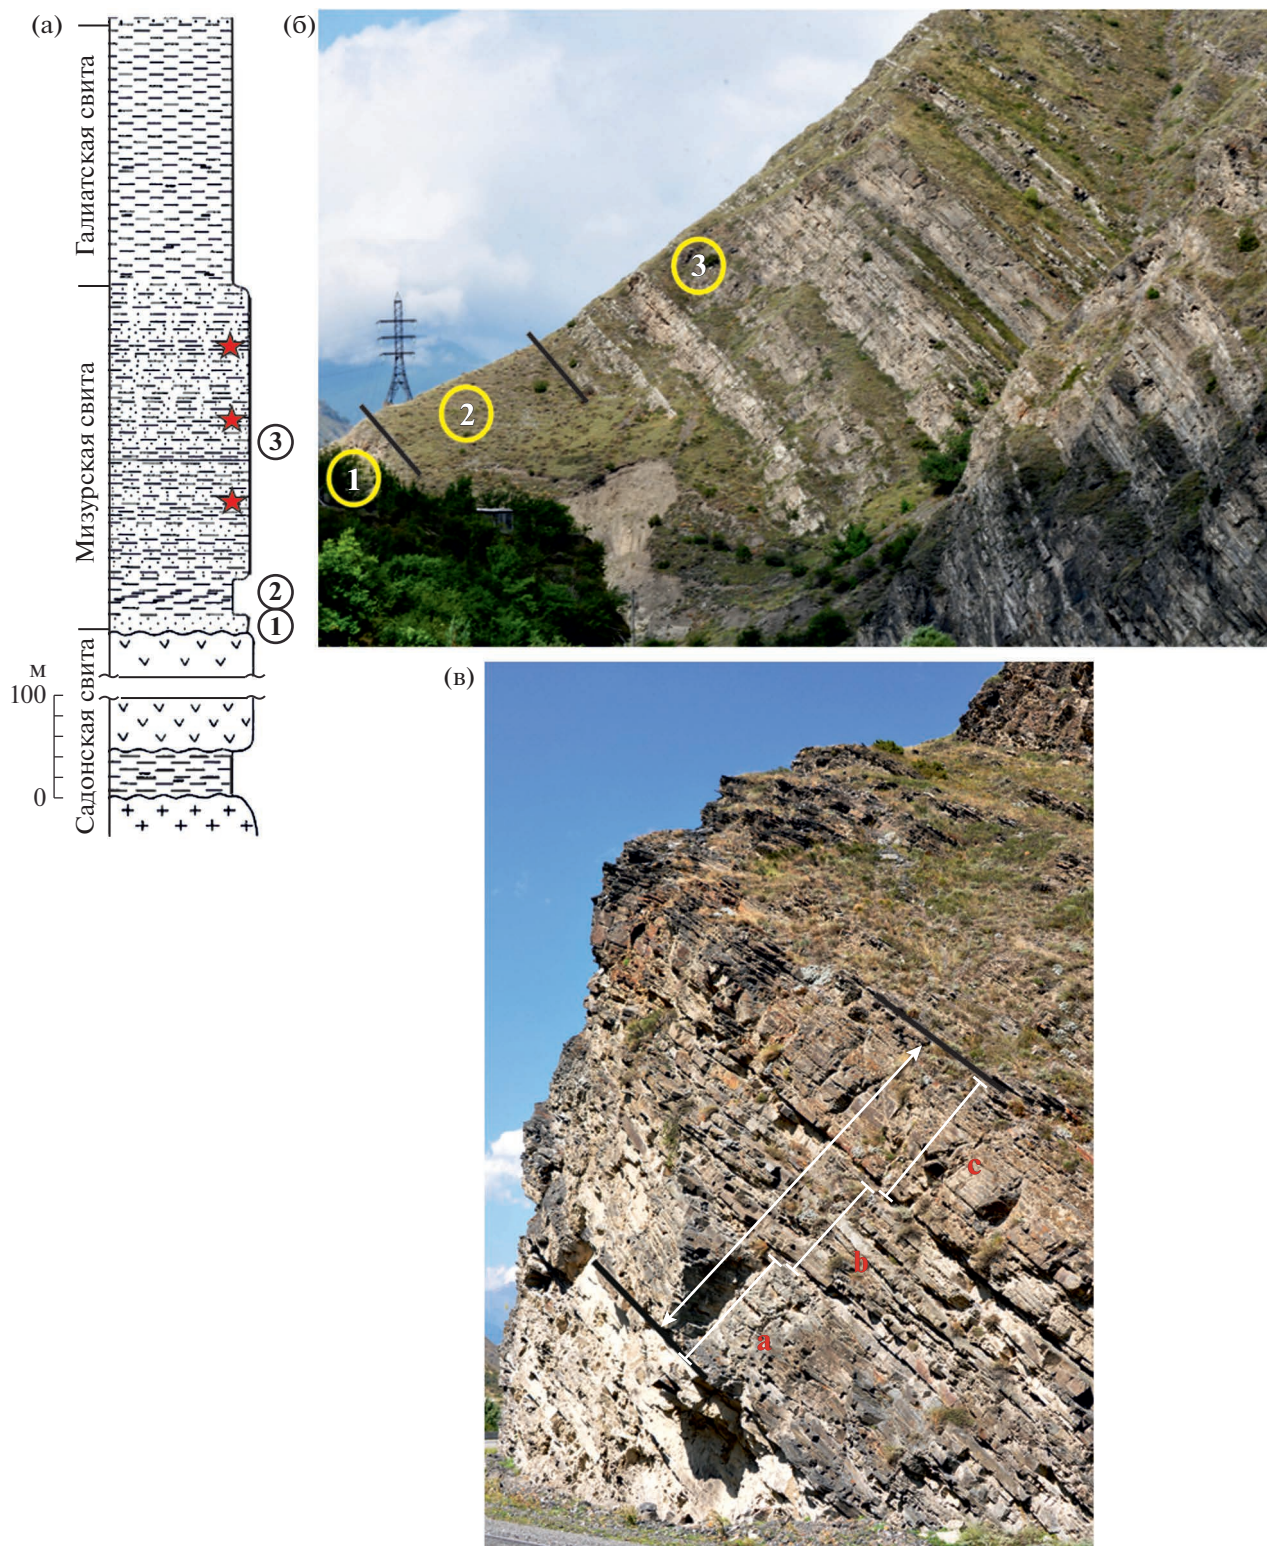 (а)
Галиатская свита
Мизурская свита
Садонская свита
3
2
1
м
100
0
(б)
1
2
3
(в)
a
b
c